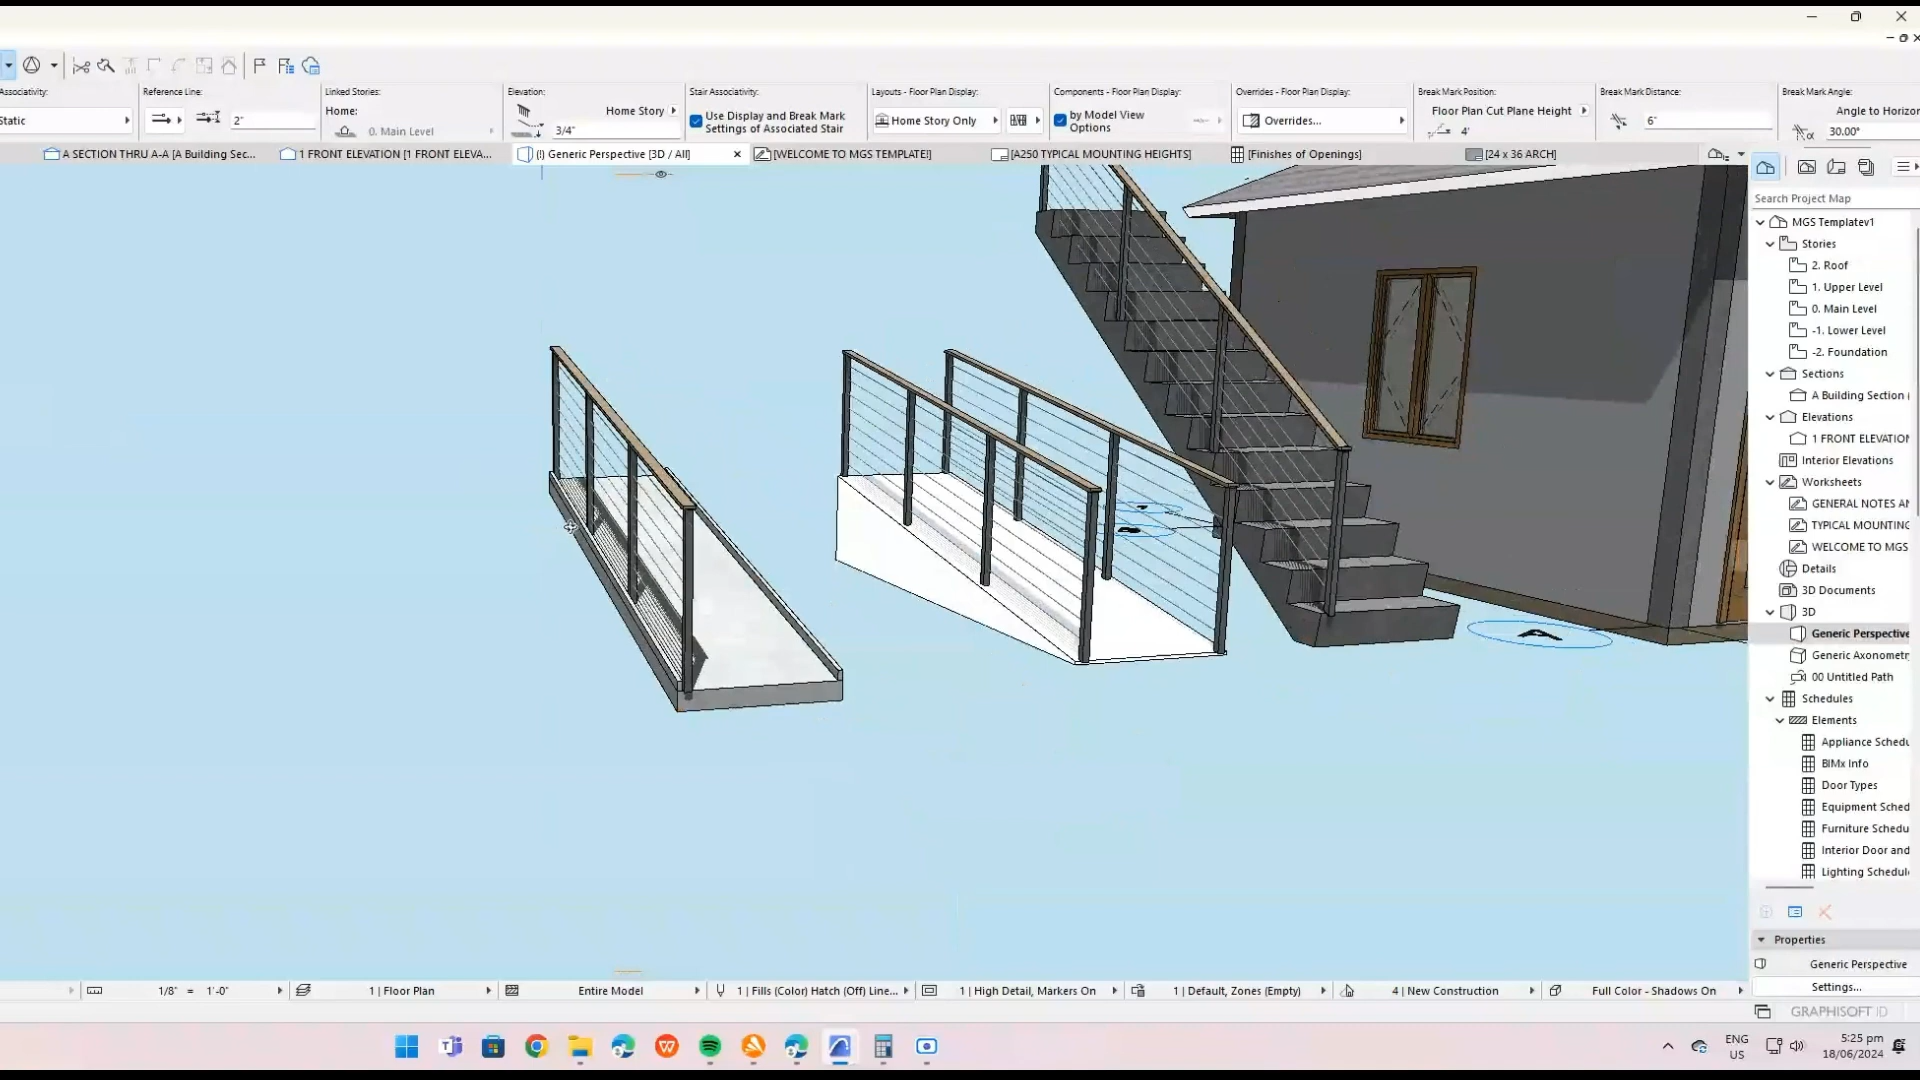 Associativity:
Reference Line:
Linked Stories:
Elevation:
Stair Associativity:
Layouts - Floor Plan Display:
Components - Floor Plan Display:
Overrides - Floor Plan Display:
Break Mark Position:
Break Mark Distance:
Break Mark Angle:
Static
2"
Home:
0. Main Level
Home Story
3/4"
Use Display and Break Mark
Settings of Associated Stair
Home Story Only
by Model View
Options
Overrides...
Floor Plan Cut Plane Height
4'
6"
Angle to Horizon
30.00°
A SECTION THRU A-A [A Building Sec...
1 FRONT ELEVATION [1 FRONT ELEVA...
(!) Generic Perspective [3D / All]
[WELCOME TO MGS TEMPLATE!]
[A250 TYPICAL MOUNTING HEIGHTS]
[Finishes of Openings]
[24 x 36 ARCH]
Search Project Map
MGS Templatev1
Stories
2. Roof
1. Upper Level
0. Main Level
-1. Lower Level
-2. Foundation
Sections
A Building Section (
Elevations
1 FRONT ELEVATION
Interior Elevations
Worksheets
GENERAL NOTES AN
TYPICAL MOUNTING
WELCOME TO MGS
Details
3D Documents
3D
Generic Perspective
Generic Axonometr
00 Untitled Path
Schedules
Elements
Appliance Schedu
BIMx Info
Door Types
Equipment Sched
Furniture Schedu
Interior Door and
Lighting Schedul
A
Properties
Generic Perspective
Settings...
1/8" = 1'-0"
1 | Floor Plan
Entire Model
1 | Fills (Color) Hatch (Off) Line...
1 | High Detail, Markers On
1 | Default, Zones (Empty)
4 | New Construction
Full Color - Shadows On
GRAPHISOFT ID
ENG
US
5:25 pm
18/06/2024